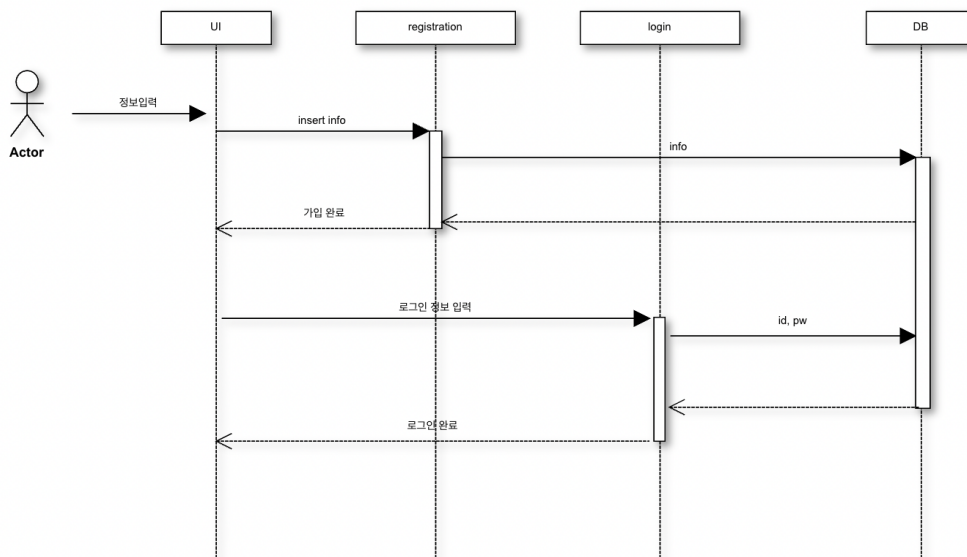 UI
registration
login
DB
정보입력
Actor
insert info
info
가입 완료
로그인 정보 입력
id, pw
로그인 완료